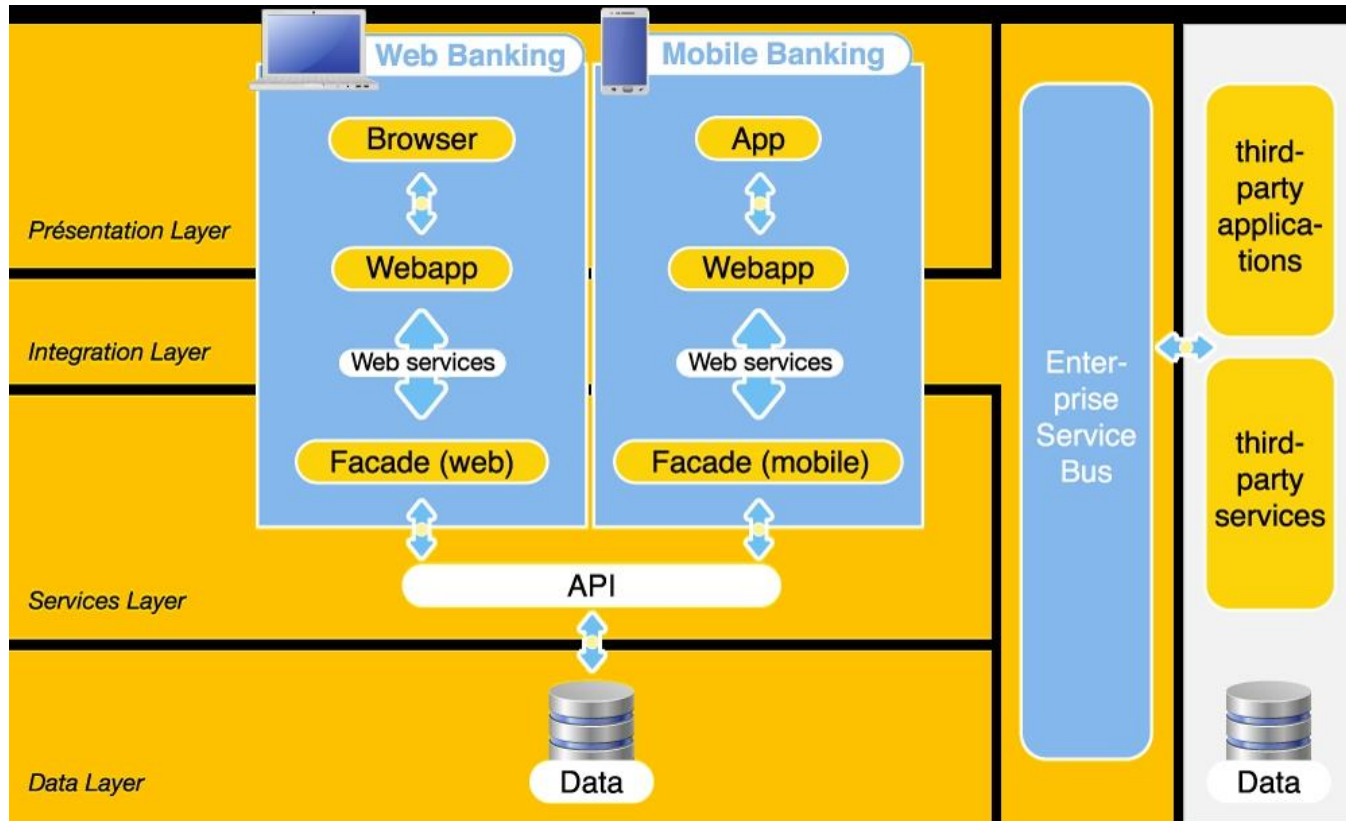 Web Banking
Mobile Banking
Browser
App
Présentation Layer
Webapp
Webapp
Integration Layer
Web services
Web services
Facade (web)
Facade (mobile)
API
Services Layer
Data
Data Layer
Enter-
prise
Service
Bus
third-
party
applica-
tions
third-
party
services
Data